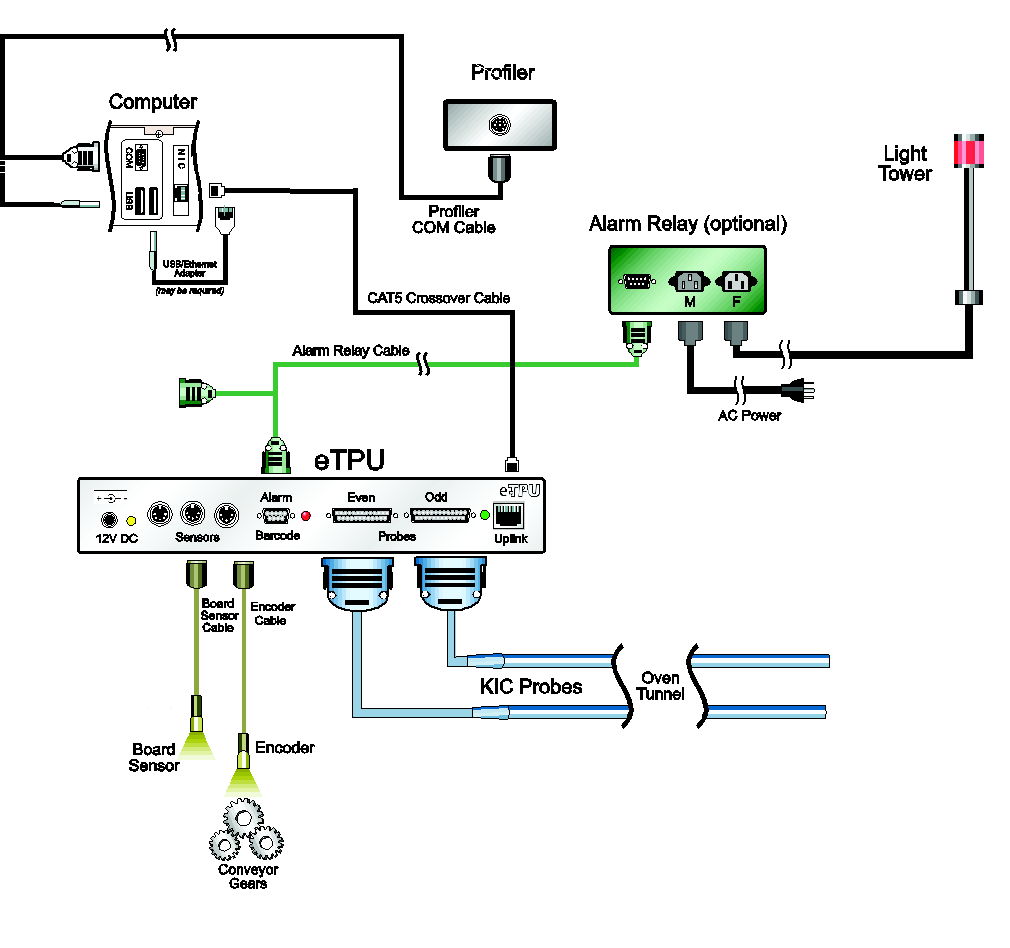 Profiler
Computer
COM
NIC
USB
Light
Tower
Profiler
COM Cable
Alarm Relay (optional)
M
F
USB/Ethernet
Adapter
(may be required)
CAT5 Crossover Cable
Alarm Relay Cable
AC Power
eTPU
eTPU
- +
Alarm
Even
Odd
12V DC
Sensors
Barcode
Probes
Uplink
Board
Sensor
Cable
Encoder
Cable
KIC Probes
Oven
Tunnel
Board
Sensor
Encoder
Conveyor
Gears